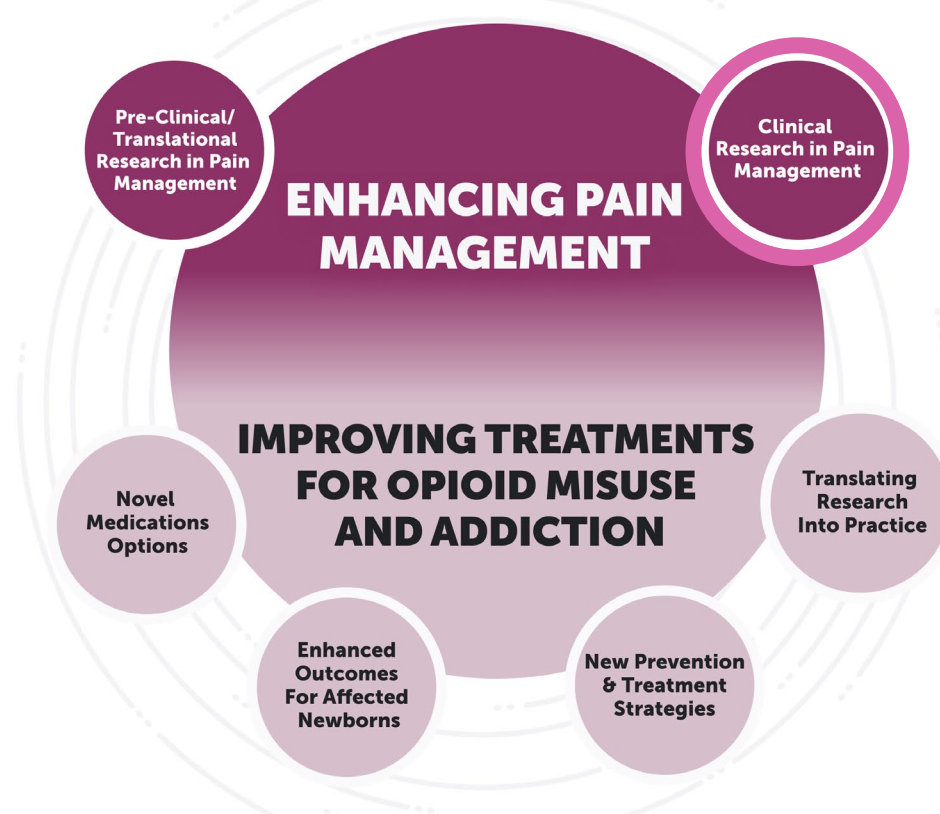 Pre-Clinical/
Translational
Research in Pain
Management
Clinical
Research in Pain
Management
ENHANCING PAIN
MANAGEMENT
IMPROVING TREATMENTS
FOR OPIOID MISUSE
AND ADDICTION
Novel
Medications
Options
Translating
Research
Into Practice
Enhanced
Outcomes
For Affected
Newborns
New Prevention
& Treatment
Strategies